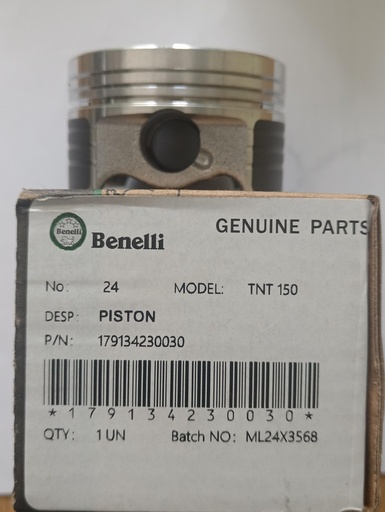 GENUINE PARTS
Benelli
Benelli
No: 24 MODEL: TNT 150
DESP: PISTON
P/N: 179134230030
*179134230030*
QTY: 1 UN Batch NO: ML24X3568